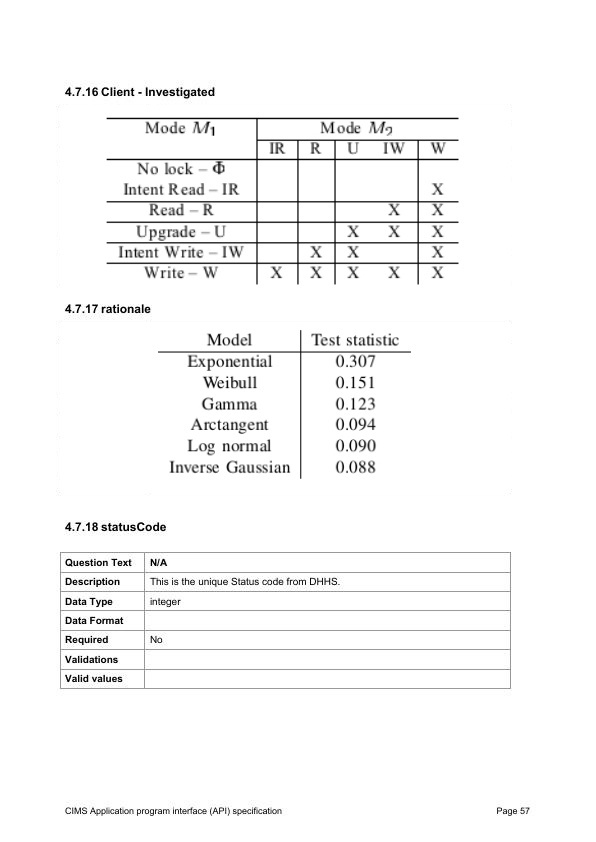 4.7.16 Client - Investigated
Mode M₁ Mode M₂
IR R U IW W
No lock – Φ
Intent Read – IR X
Read – R X X
Upgrade – U X X X
Intent Write – IW X X X
Write – W X X X X X
4.7.17 rationale
Model Test statistic
Exponential 0.307
Weibull 0.151
Gamma 0.123
Arctangent 0.094
Log normal 0.090
Inverse Gaussian 0.088
4.7.18 statusCode
Question Text N/A
Description This is the unique Status code from DHHS.
Data Type integer
Data Format
Required No
Validations
Valid values
CIMS Application program interface (API) specification Page 57